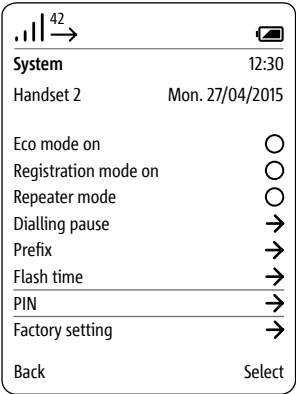 42
System 12:30
Handset 2 Mon. 27/04/2015
Eco mode on
Registration mode on
Repeater mode
Dialling pause
Prefix
Flash time
PIN
Factory setting
Back Select